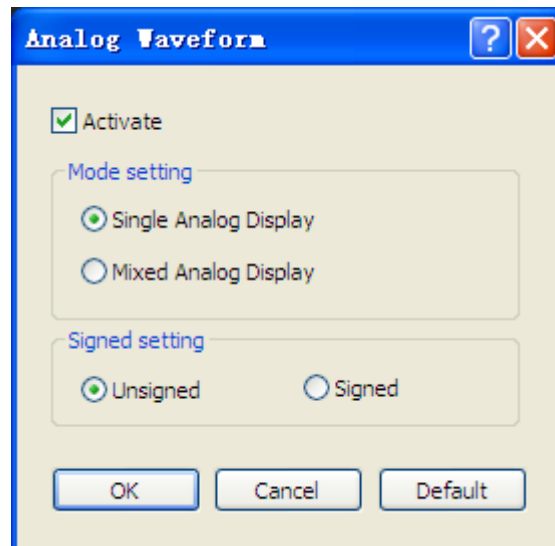 Analog Waveform
Activate
Mode setting
Single Analog Display
Mixed Analog Display
Signed setting
Unsigned Signed
OK Cancel Default